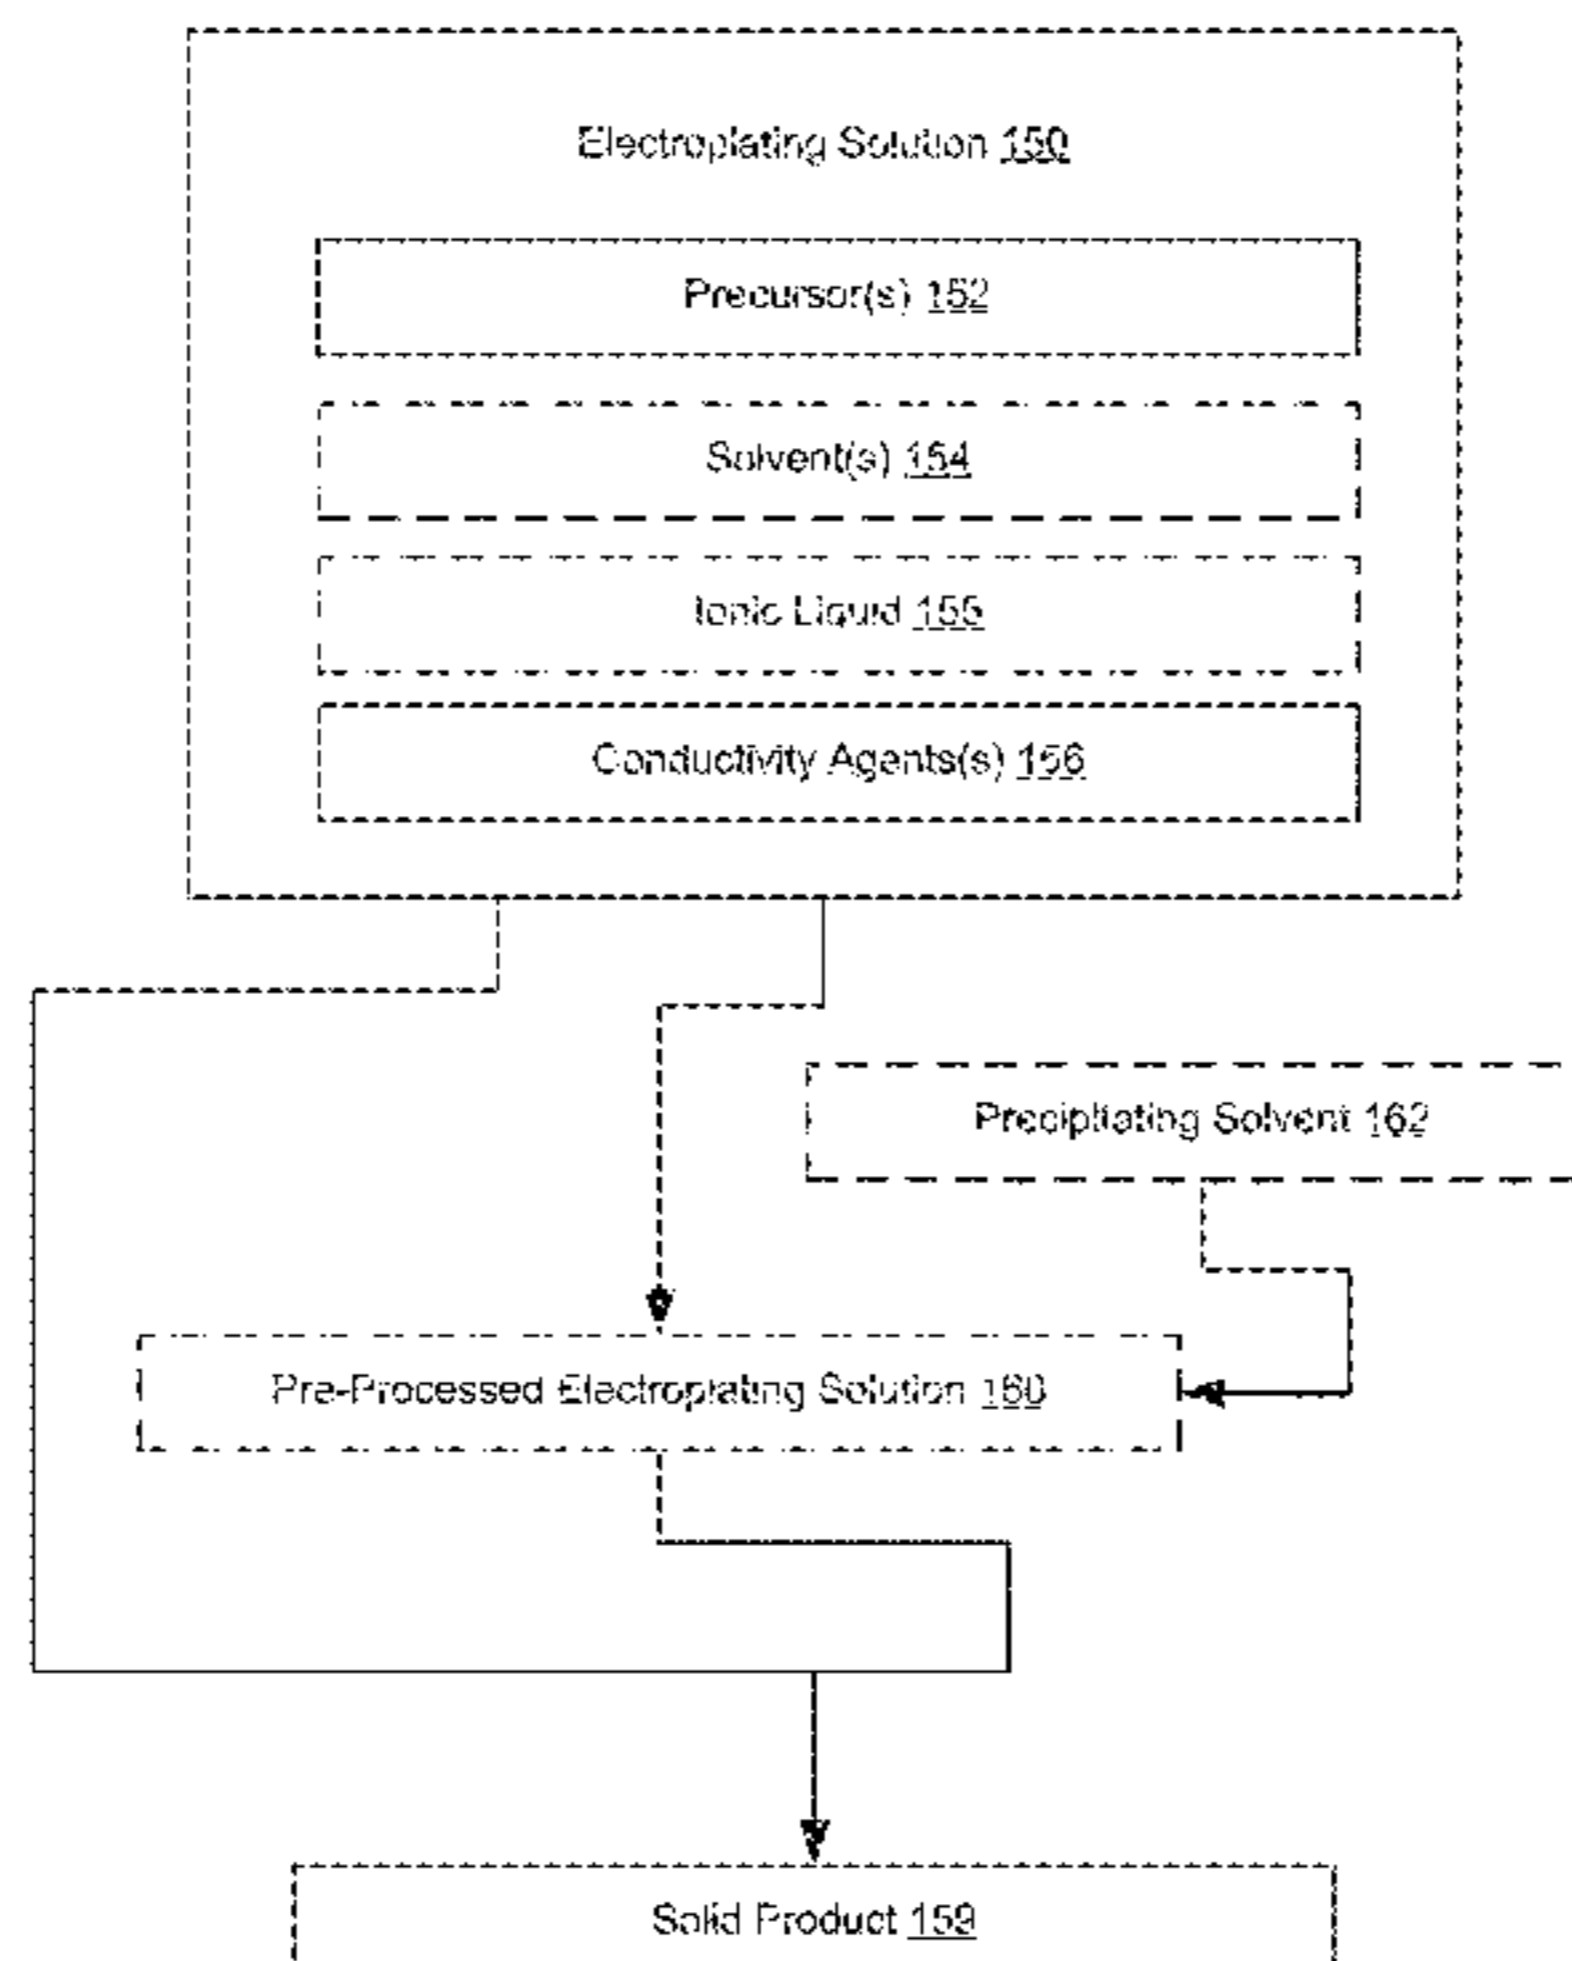 Electroplating Solution 150
Precursor(s) 152
Solvent(s) 154
Ionic Liquid 155
Conductivity Agents(s) 156
Precipitating Solvent 162
Pre-Processed Electroplating Solution 160
Solid Product 159